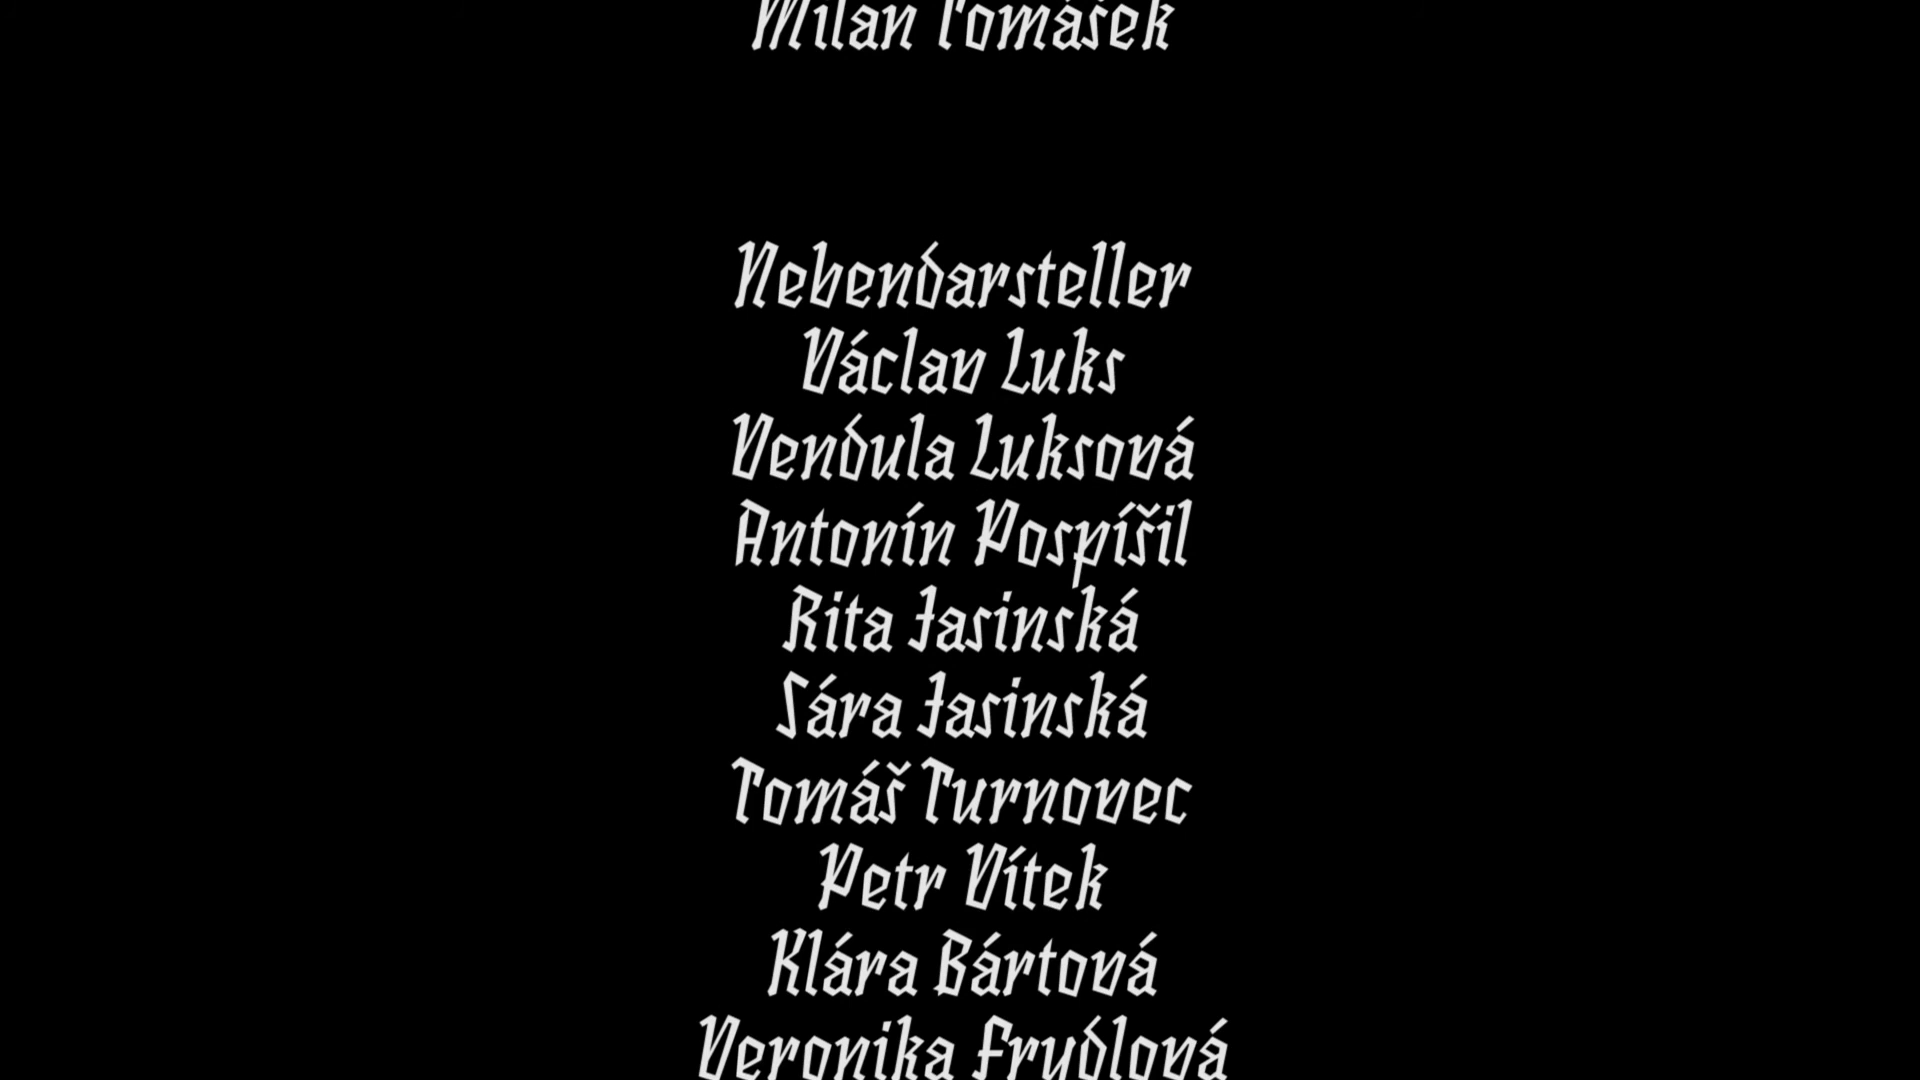 Milan Tomášek
Nebendarsteller
Václav Luks
Vendula Luksová
Antonín Pospíšil
Rita Jasinská
Sára Jasinská
Tomáš Turnovec
Petr Vítek
Klára Bártová
Veronika Frydlová